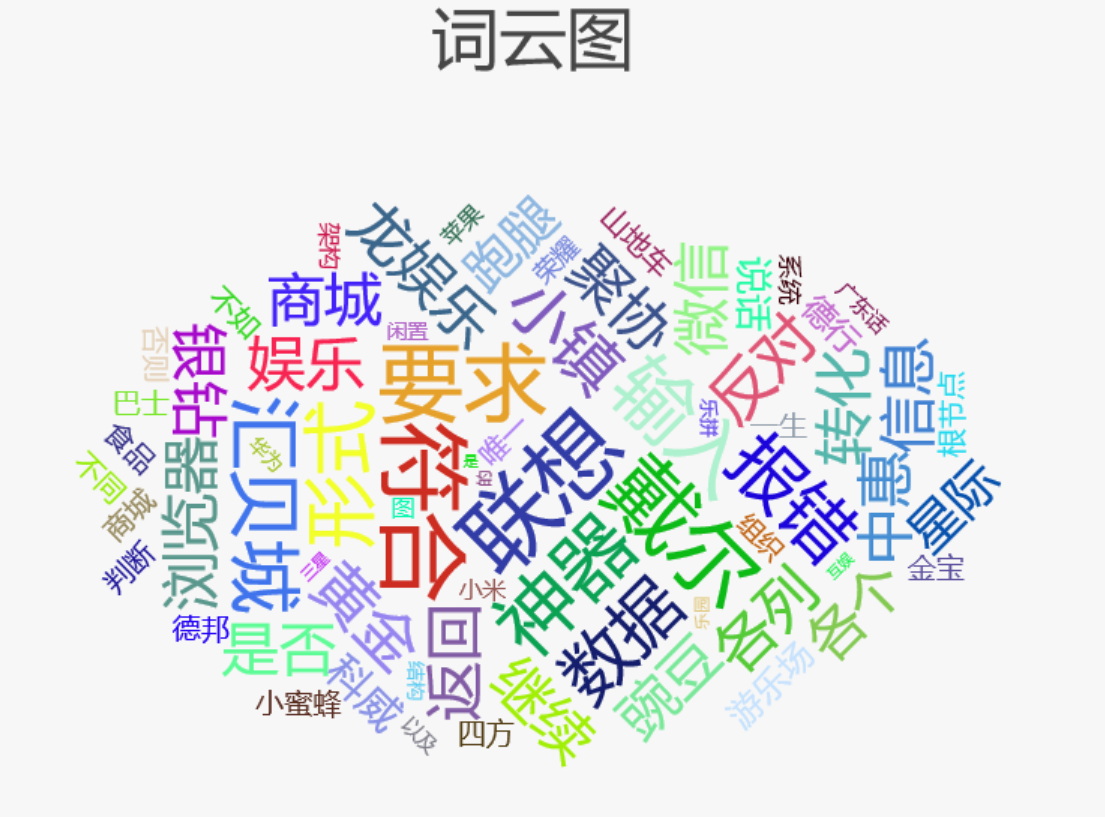 词云图
龙娱乐
苹果
跑腿
荣耀
山地车
聚协
架构
商城
闲置
小镇
微信
说话
系统
广东话
德行
不如
否则
银钻
娱乐
要求
输入
反对
转化
中惠信息
根节点
巴士
食品
不同
商城
判断
浏览器
汇贝城
华为
形式
符合
唯一
是
的
图
联想
乐拼
一生
报错
戴尔
组织
星际
金宝
互娱
三星
黄金
小米
神器
数据
乐园
各列
各个
德邦
是否
科威
结构
返回
继续
豌豆
游乐场
小蜜蜂
以及
四方